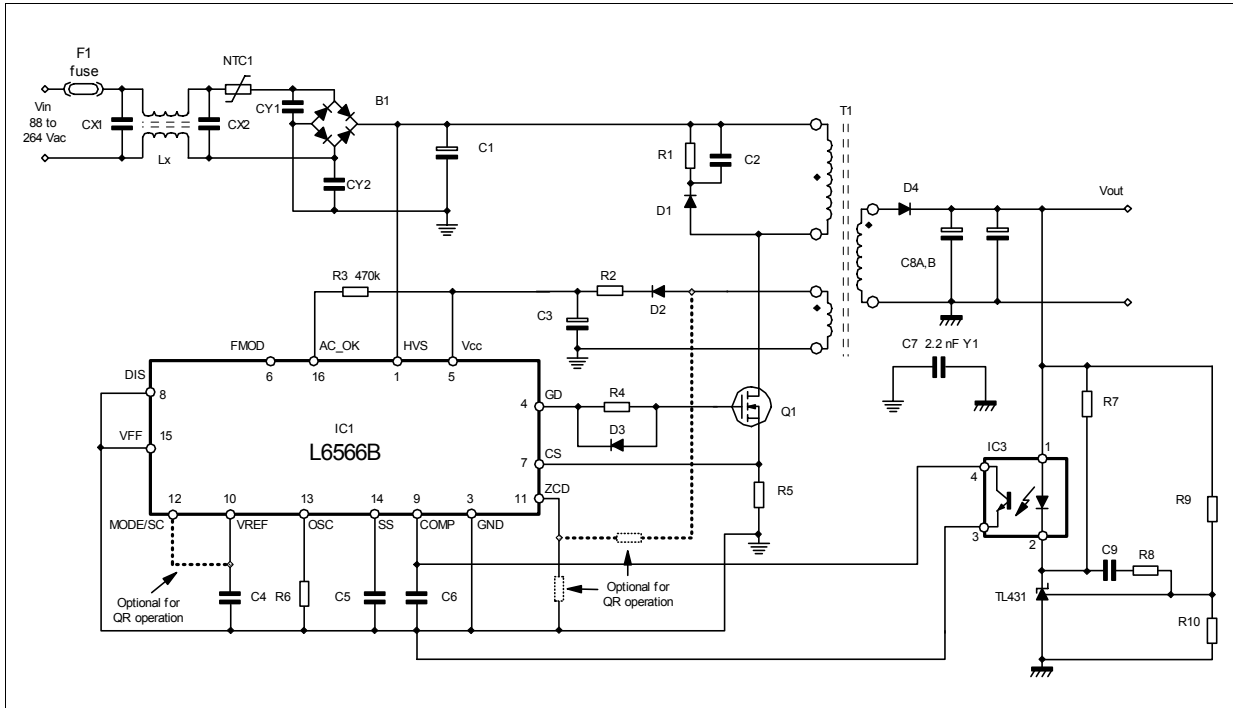 F1
fuse
NTC1
Vin
88 to
264 Vac
CX1
Lx
CX2
CY1
B1
CY2
C1
R1
C2
D1
T1
D4
Vout
C8A,B
R3 470k
R2
D2
C3
C7 2.2 nF Y1
FMOD
AC_OK
HVS
Vcc
6
16
1
5
DIS
8
VFF
15
IC1
L6566B
4
GD
R4
D3
Q1
7
CS
11
ZCD
R5
12
10
13
14
9
3
MODE/SC
VREF
OSC
SS
COMP
GND
Optional for
QR operation
C4
R6
C5
C6
Optional for
QR operation
IC3
1
4
3
2
R7
R9
C9
R8
TL431
R10